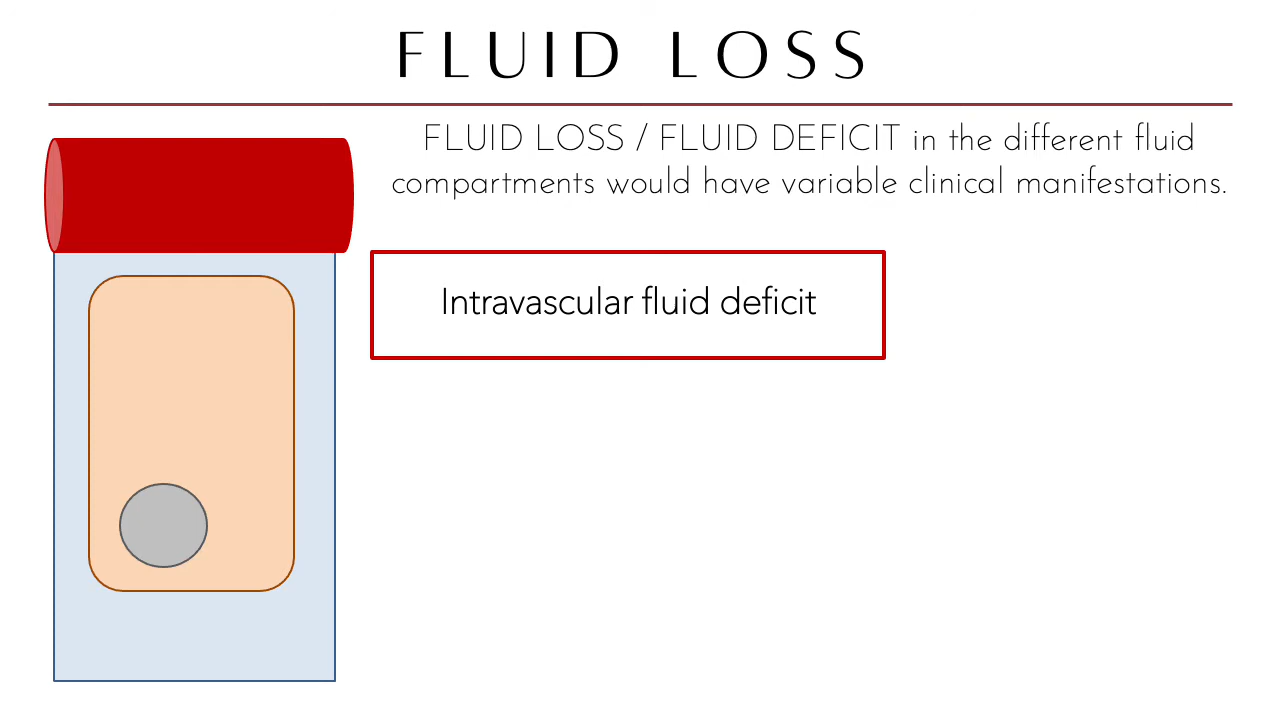 FLUID LOSS
FLUID LOSS / FLUID DEFICIT in the different fluid
compartments would have variable clinical manifestations.
Intravascular fluid deficit